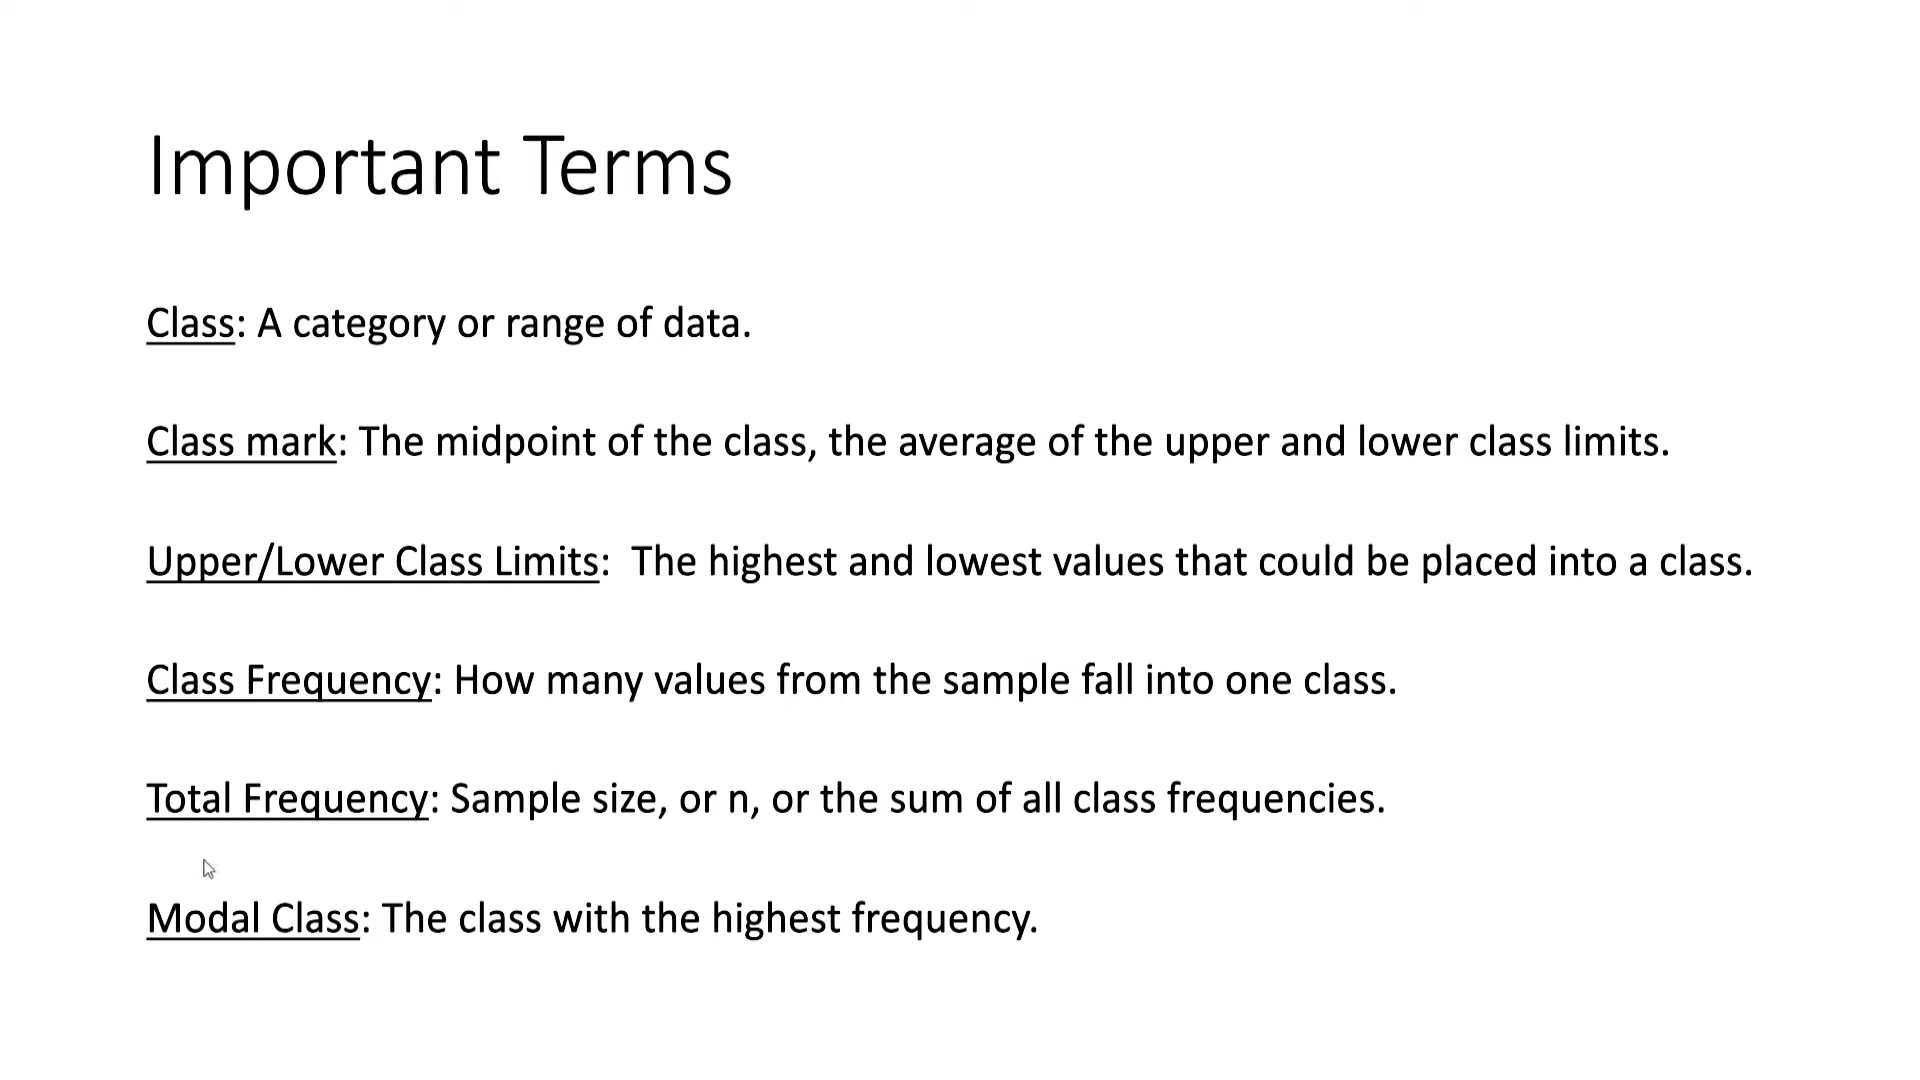 Important Terms
Class: A category or range of data.
Class mark: The midpoint of the class, the average of the upper and lower class limits.
Upper/Lower Class Limits:  The highest and lowest values that could be placed into a class.
Class Frequency: How many values from the sample fall into one class.
Total Frequency: Sample size, or n, or the sum of all class frequencies.
Modal Class: The class with the highest frequency.